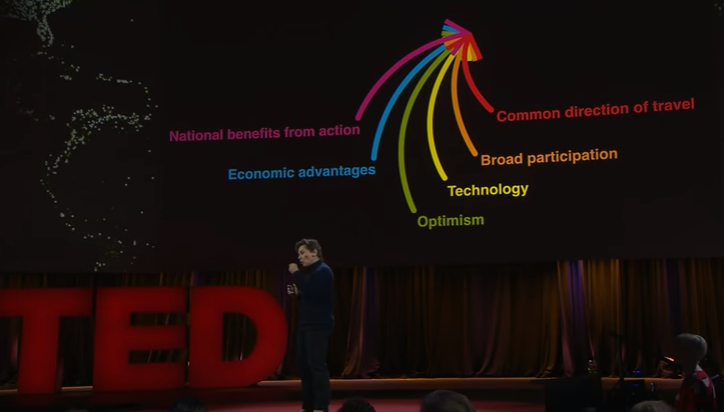 Common direction of travel
National benefits from action
Broad participation
Economic advantages
Technology
Optimism
TED